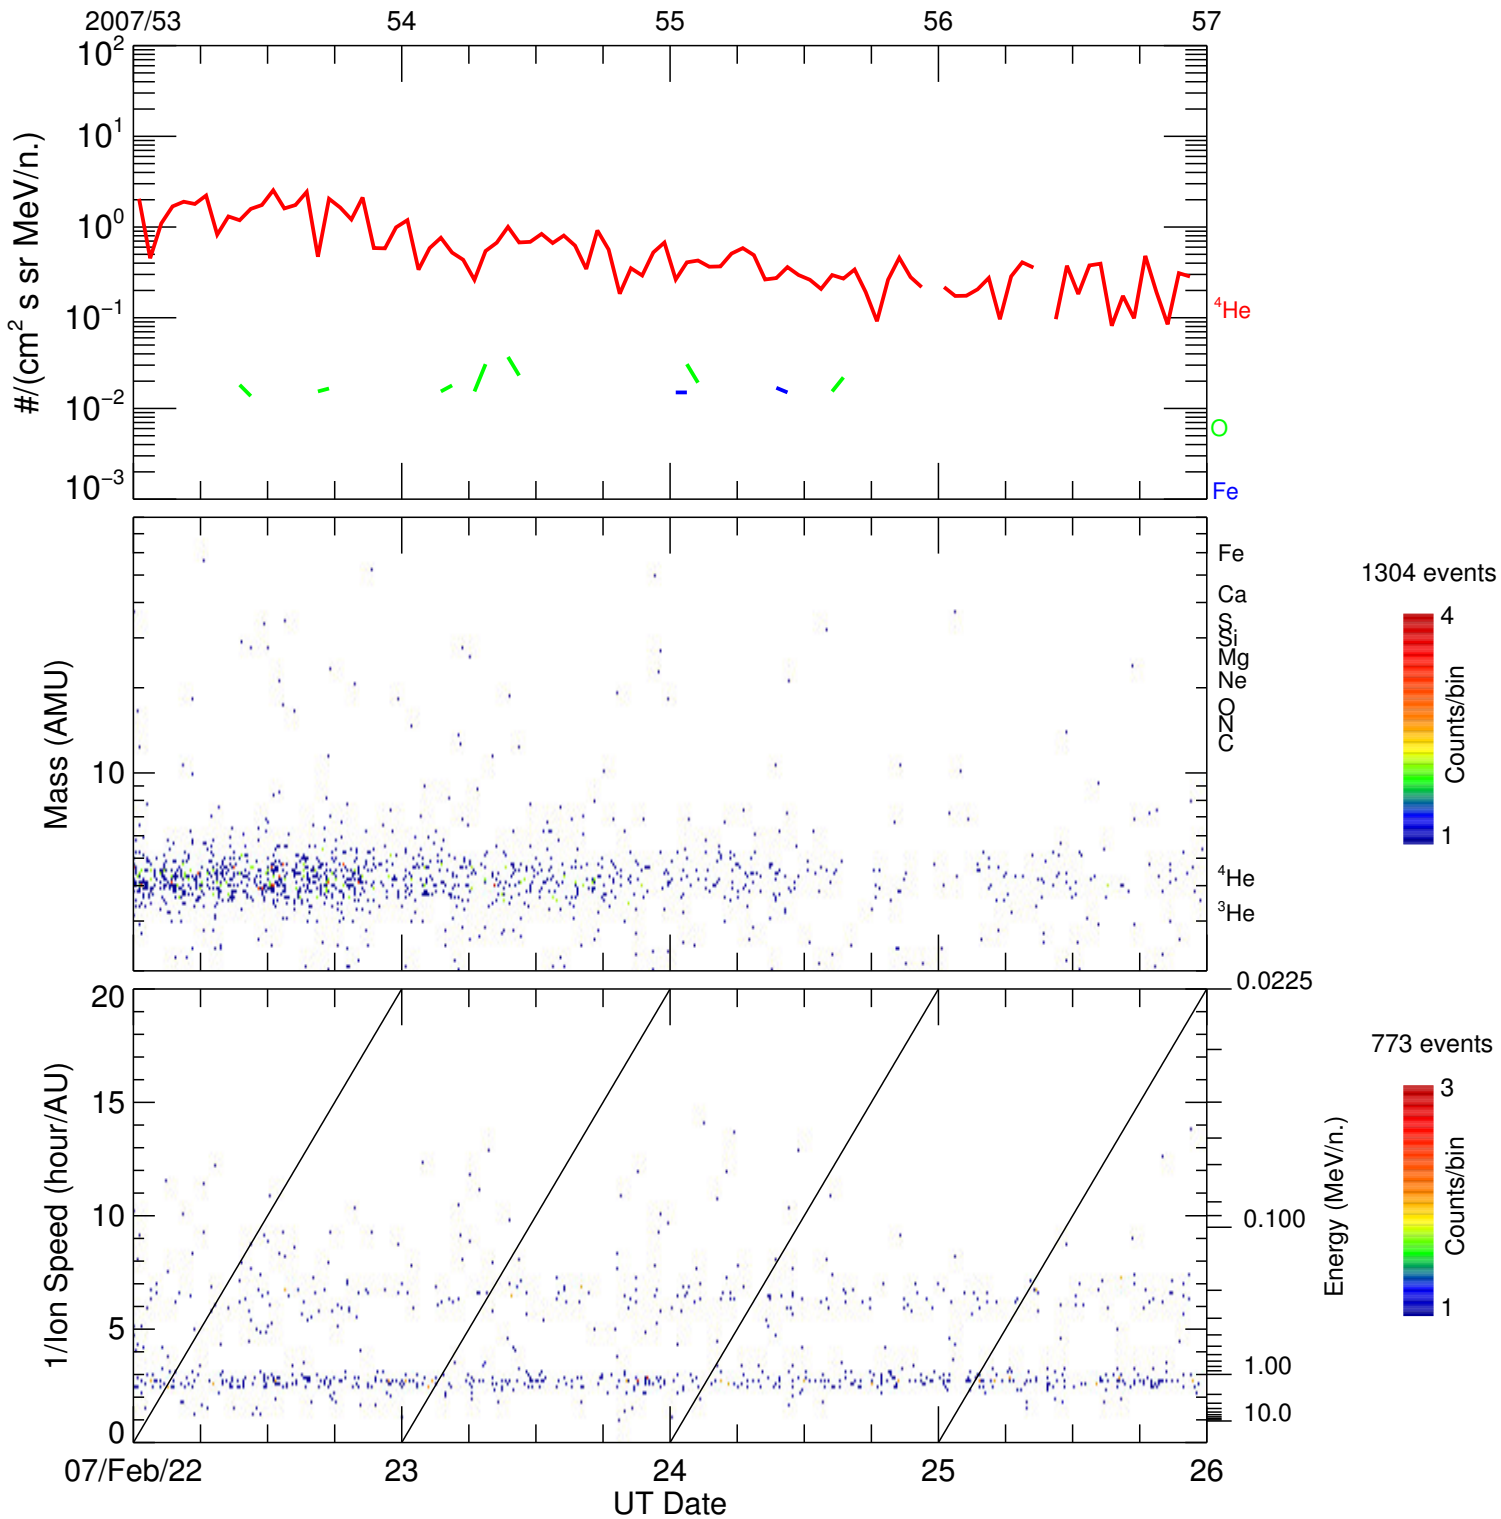 2007/53 54 55 56 57
10² 
10¹
10⁰
10⁻¹
10⁻²
10⁻³
#/(cm² s sr MeV/n.)
⁴He
O
Fe
Mass (AMU)
10
Fe
Ca
S
Si
Mg
Ne
O
N
C
⁴He
³He
1304 events
4
Counts/bin
1
20
15
10
5
0
1/Ion Speed (hour/AU)
0.0225
0.100
1.00
10.0
Energy (MeV/n.)
773 events
3
Counts/bin
1
07/Feb/22 23 24 25 26
UT Date